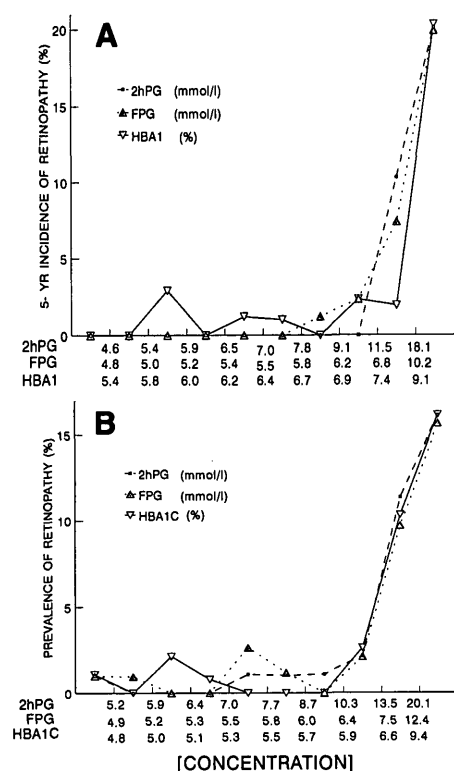 A
5- YR INCIDENCE OF RETINOPATHY (%)
20
15
10
5
0
2hPG (mmol/l)
FPG (mmol/l)
HBA1 (%)
2hPG 4.6 5.4 5.9 6.5 7.0 7.8 9.1 11.5 18.1
FPG 4.8 5.0 5.2 5.4 5.5 5.8 6.2 6.8 10.2
HBA1 5.4 5.8 6.0 6.2 6.4 6.7 6.9 7.4 9.1
B
PREVALENCE OF RETINOPATHY (%)
15
10
5
0
2hPG (mmol/l)
FPG (mmol/l)
HBA1C (%)
2hPG 5.2 5.9 6.4 7.0 7.7 8.7 10.3 13.5 20.1
FPG 4.9 5.2 5.3 5.5 5.8 6.0 6.4 7.5 12.4
HBA1C 4.8 5.0 5.1 5.3 5.5 5.7 5.9 6.6 9.4
[CONCENTRATION]